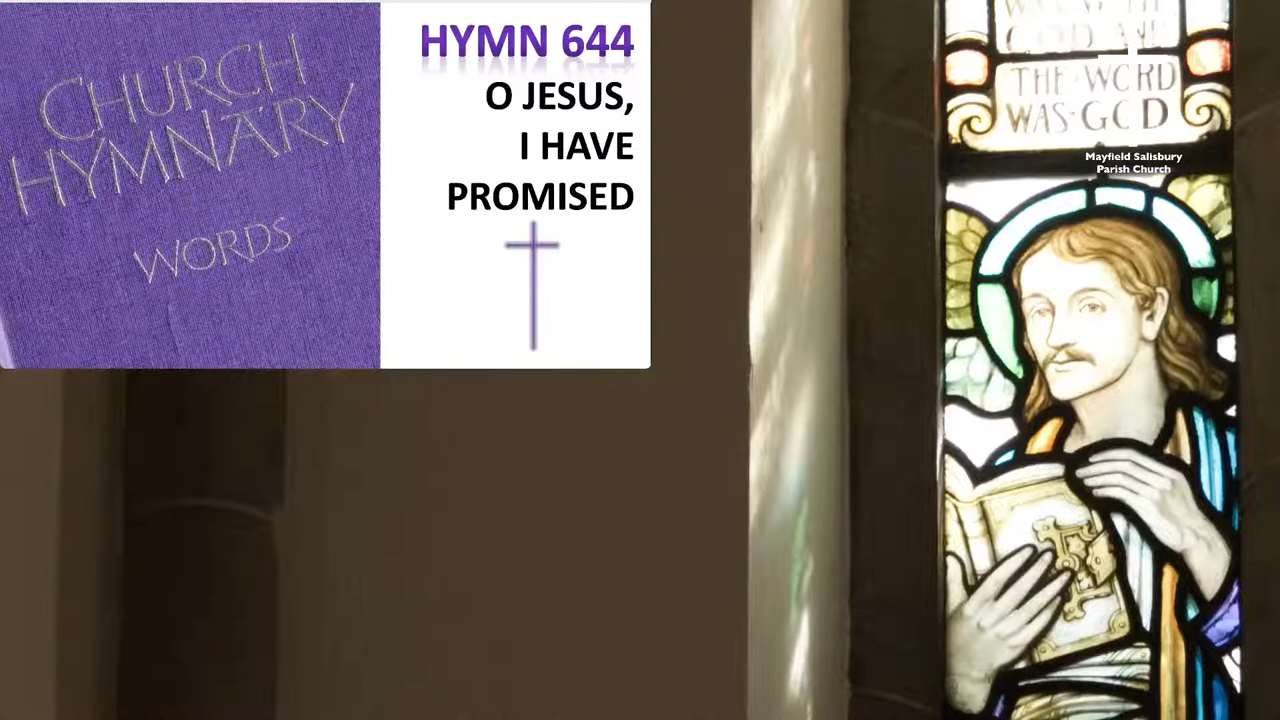 CHURCH
HYMNARY
WORDS
HYMN 644
O JESUS,
I HAVE
PROMISED
THE WORD
WAS GOD
Mayfield Salisbury
Parish Church